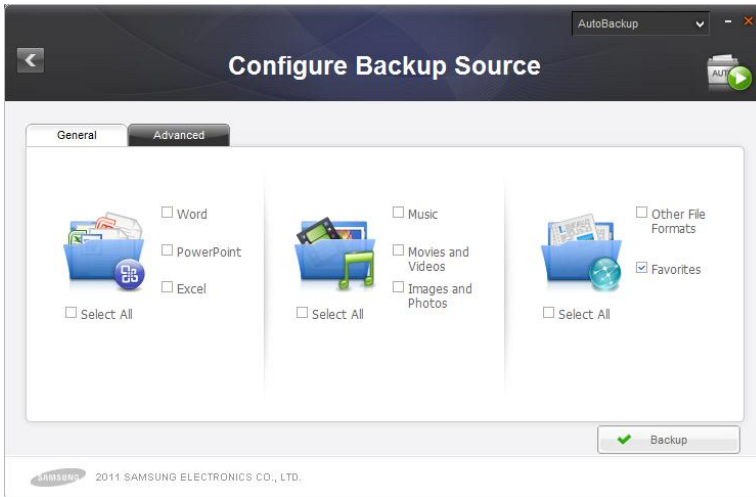 AutoBackup
Configure Backup Source
AUTO
General
Advanced
Word
PowerPoint
Excel
Select All
Music
Movies and
Videos
Images and
Photos
Select All
Other File
Formats
Favorites
Select All
Backup
SAMSUNG 2011 SAMSUNG ELECTRONICS CO., LTD.